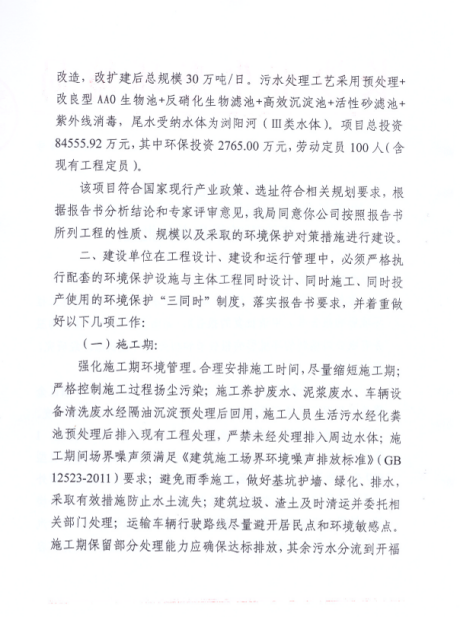 改造，改扩建后总规模 30 万吨/日。污水处理工艺采用预处理+
改良型 AAO 生物池+反硝化生物滤池+高效沉淀池+活性砂滤池+
紫外线消毒，尾水受纳水体为浏阳河（Ⅲ类水体）。项目总投资
84555.92 万元，其中环保投资 2765.00 万元，劳动定员 100 人（含
现有工程定员）。
该项目符合国家现行产业政策、选址符合相关规划要求，根
据报告书分析结论和专家评审意见，我局同意你公司按照报告书
所列工程的性质、规模以及采取的环境保护对策措施进行建设。
二、建设单位在工程设计、建设和运行管理中，必须严格执
行配套的环境保护设施与主体工程同时设计、同时施工、同时投
产使用的环境保护“三同时”制度，落实报告书要求，并着重做
好以下几项工作：
（一）施工期：
强化施工期环境管理。合理安排施工时间，尽量缩短施工期；
严格控制施工过程扬尘污染；施工养护废水、泥浆废水、车辆设
备清洗废水经隔油沉淀预处理后回用，施工人员生活污水经化粪
池预处理后排入现有工程处理，严禁未经处理排入周边水体；施
工期间场界噪声须满足《建筑施工场界环境噪声排放标准》（GB
12523-2011）要求；避免雨季施工，做好基坑护墙、绿化、排水，
采取有效措施防止水土流失；建筑垃圾、渣土及时清运并委托相
关部门处理；运输车辆行驶路线尽量避开居民点和环境敏感点。
施工期保留部分处理能力应确保达标排放，其余污水分流到开福